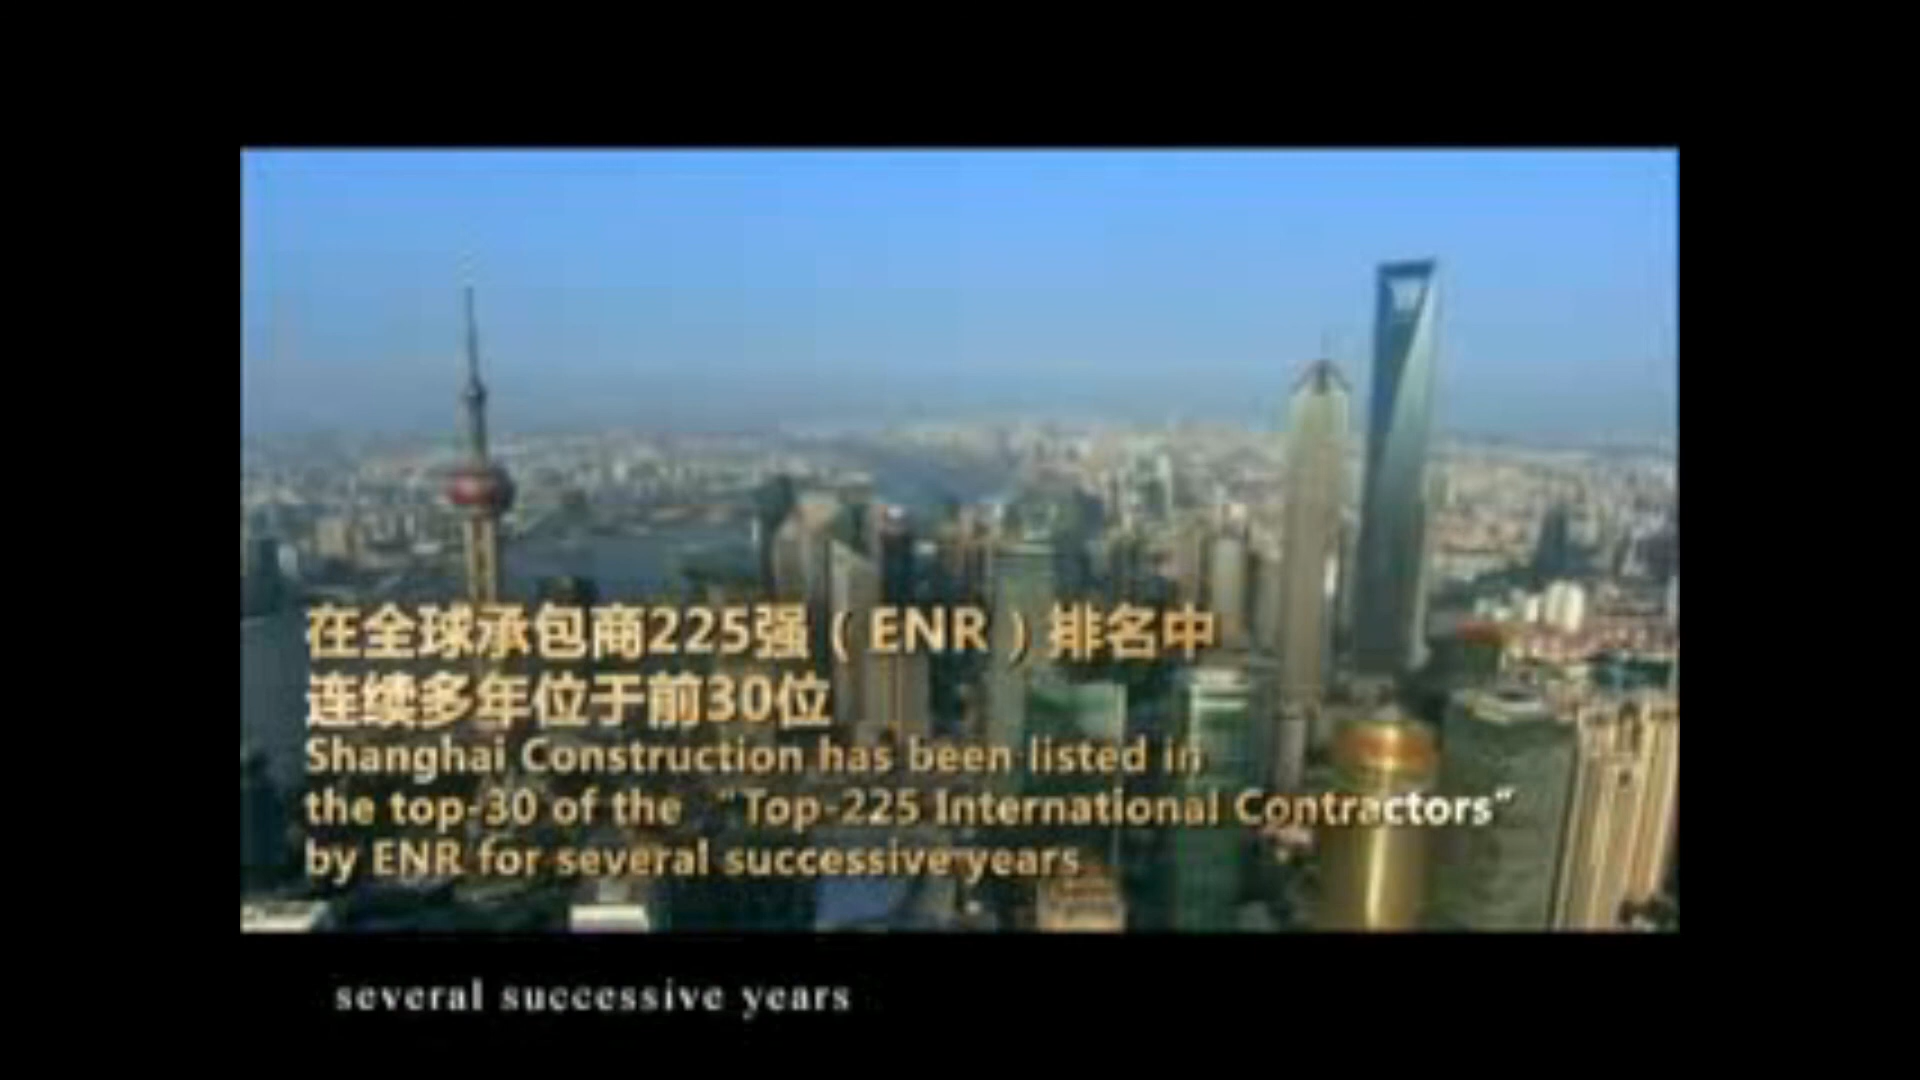 在全球承包商225强（ENR）排名中
连续多年位于前30位
Shanghai Construction has been listed in
the top-30 of the “Top-225 International Contractors”
by ENR for several successive years
several successive years